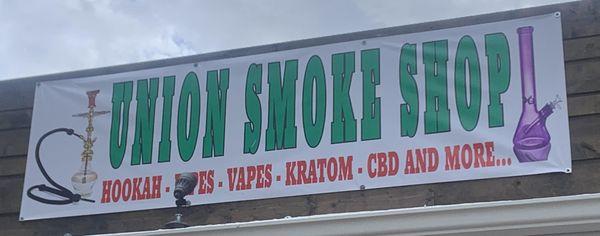 UNION SMOKE SHOP
HOOKAH - - VAPES - KRATOM - CBD AND MORE...